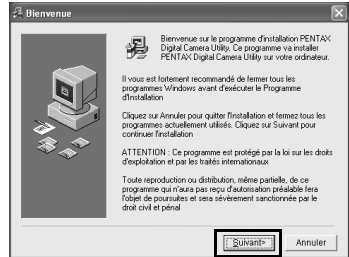 Bienvenue
Bienvenue sur le programme d'installation PENTAX
Digital Camera Utility. Ce programme va installer
PENTAX Digital Camera Utility sur votre ordinateur.
Il vous est fortement recommandé de fermer tous les
programmes Windows avant d'exécuter le Programme
d'Installation
Cliquez sur Annuler pour quitter l'Installation et fermez tous les
programmes actuellement utilisés. Cliquez sur Suivant pour
continuer l'installation
ATTENTION : Ce programme est protégé par la loi sur les droits
d'exploitation et par les traités internationaux
Toute reproduction ou distribution, même partielle, de ce
programme qui n'aura pas reçu d'autorisation préalable fera
l'objet de poursuites et sera sévèrement sanctionnée par le
droit civil et pénal
Suivant>
Annuler